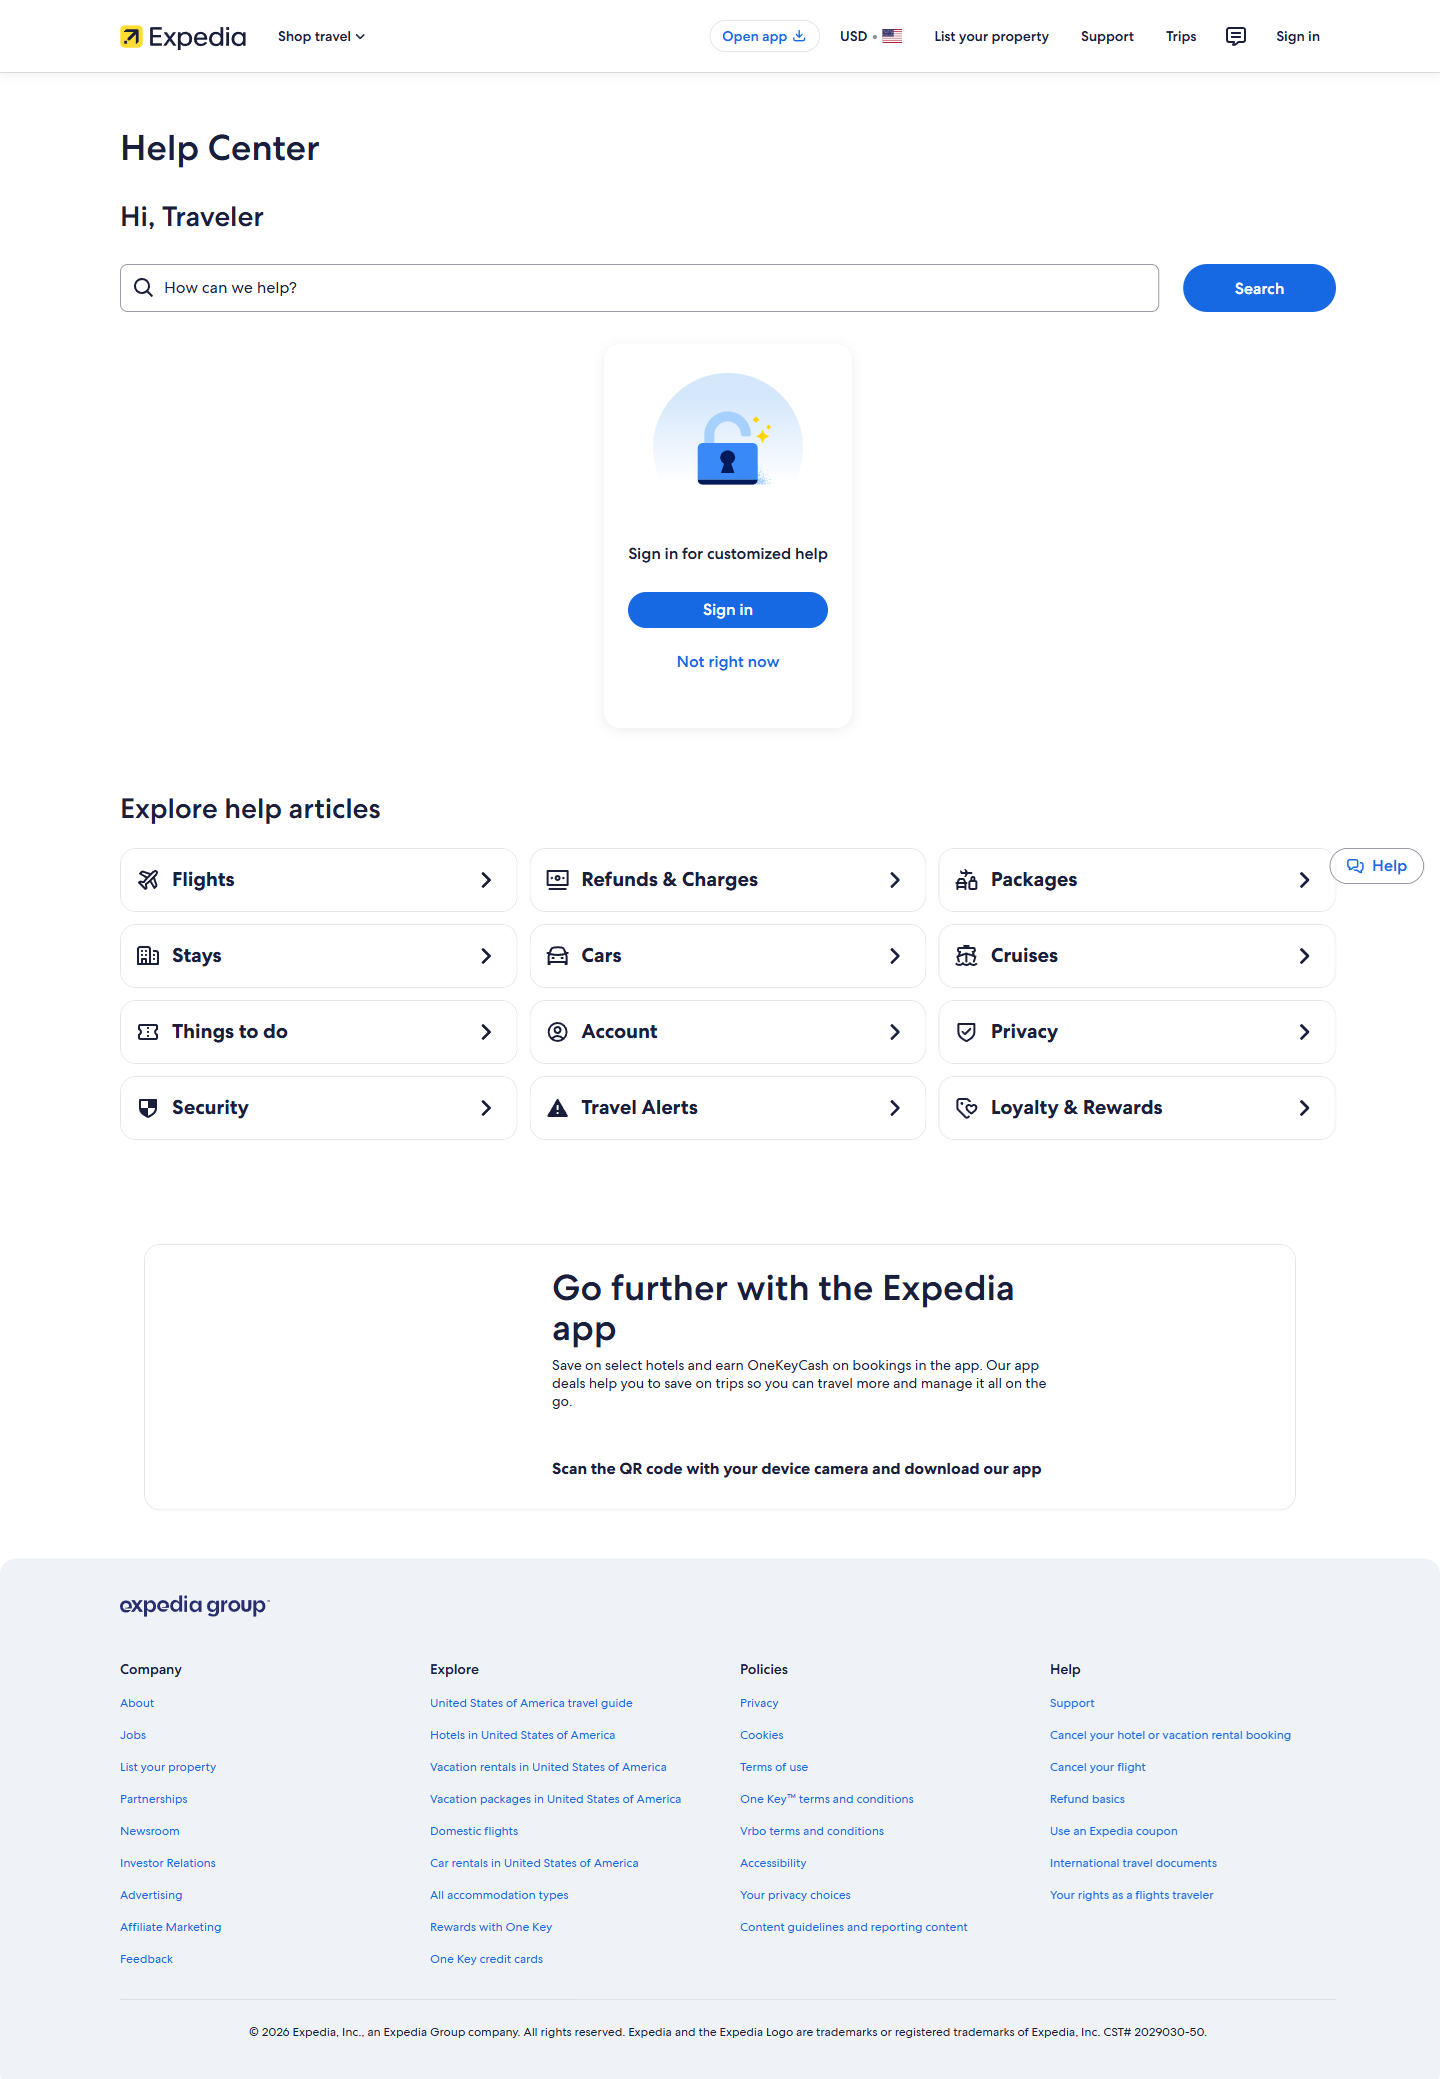 Expedia
Shop travel
Open app
USD
List your property
Support
Trips
Sign in
Help Center
Hi, Traveler
How can we help?
Search
Sign in for customized help
Sign in
Not right now
Explore help articles
Flights
Refunds & Charges
Packages
Help
Stays
Cars
Cruises
Things to do
Account
Privacy
Security
Travel Alerts
Loyalty & Rewards
Go further with the Expedia
app
Save on select hotels and earn OneKeyCash on bookings in the app. Our app
deals help you to save on trips so you can travel more and manage it all on the
go.
Scan the QR code with your device camera and download our app
expedia group™
Company
About
Jobs
List your property
Partnerships
Newsroom
Investor Relations
Advertising
Affiliate Marketing
Feedback
Explore
United States of America travel guide
Hotels in United States of America
Vacation rentals in United States of America
Vacation packages in United States of America
Domestic flights
Car rentals in United States of America
All accommodation types
Rewards with One Key
One Key credit cards
Policies
Privacy
Cookies
Terms of use
One Key™ terms and conditions
Vrbo terms and conditions
Accessibility
Your privacy choices
Content guidelines and reporting content
Help
Support
Cancel your hotel or vacation rental booking
Cancel your flight
Refund basics
Use an Expedia coupon
International travel documents
Your rights as a flights traveler
© 2026 Expedia, Inc., an Expedia Group company. All rights reserved. Expedia and the Expedia Logo are trademarks or registered trademarks of Expedia, Inc. CST# 2029030-50.